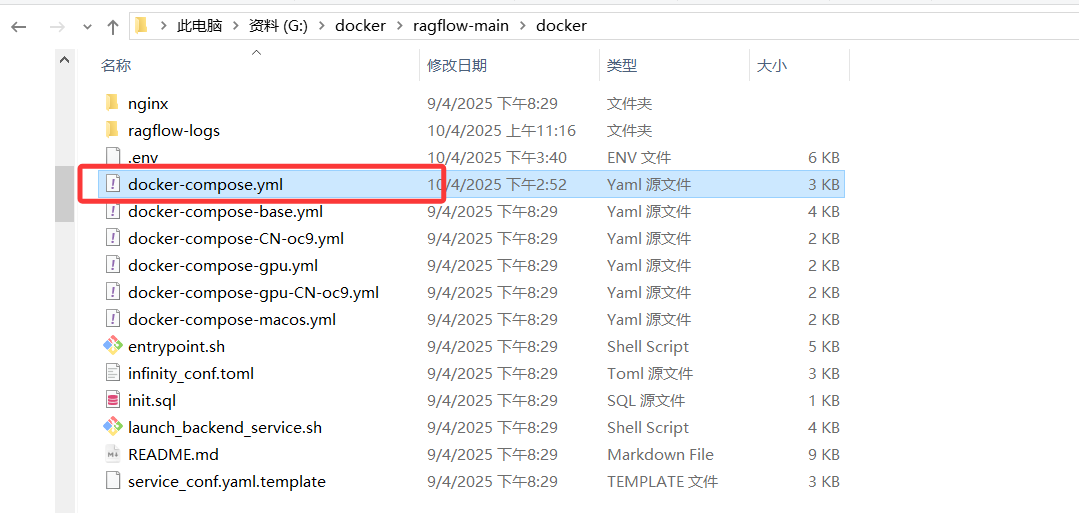 此电脑 > 资料 (G:) > docker > ragflow-main > docker
名称 修改日期 类型 大小
nginx 9/4/2025 下午8:29 文件夹
ragflow-logs 10/4/2025 上午11:16 文件夹
.env 10/4/2025 下午3:40 ENV 文件 6 KB
docker-compose.yml 10/4/2025 下午2:52 Yaml 源文件 3 KB
docker-compose-base.yml 9/4/2025 下午8:29 Yaml 源文件 4 KB
docker-compose-CN-oc9.yml 9/4/2025 下午8:29 Yaml 源文件 2 KB
docker-compose-gpu.yml 9/4/2025 下午8:29 Yaml 源文件 2 KB
docker-compose-gpu-CN-oc9.yml 9/4/2025 下午8:29 Yaml 源文件 2 KB
docker-compose-macos.yml 9/4/2025 下午8:29 Yaml 源文件 2 KB
entrypoint.sh 9/4/2025 下午8:29 Shell Script 5 KB
infinity_conf.toml 9/4/2025 下午8:29 Toml 源文件 3 KB
init.sql 9/4/2025 下午8:29 SQL 源文件 1 KB
launch_backend_service.sh 9/4/2025 下午8:29 Shell Script 4 KB
README.md 9/4/2025 下午8:29 Markdown File 9 KB
service_conf.yaml.template 9/4/2025 下午8:29 TEMPLATE 文件 3 KB